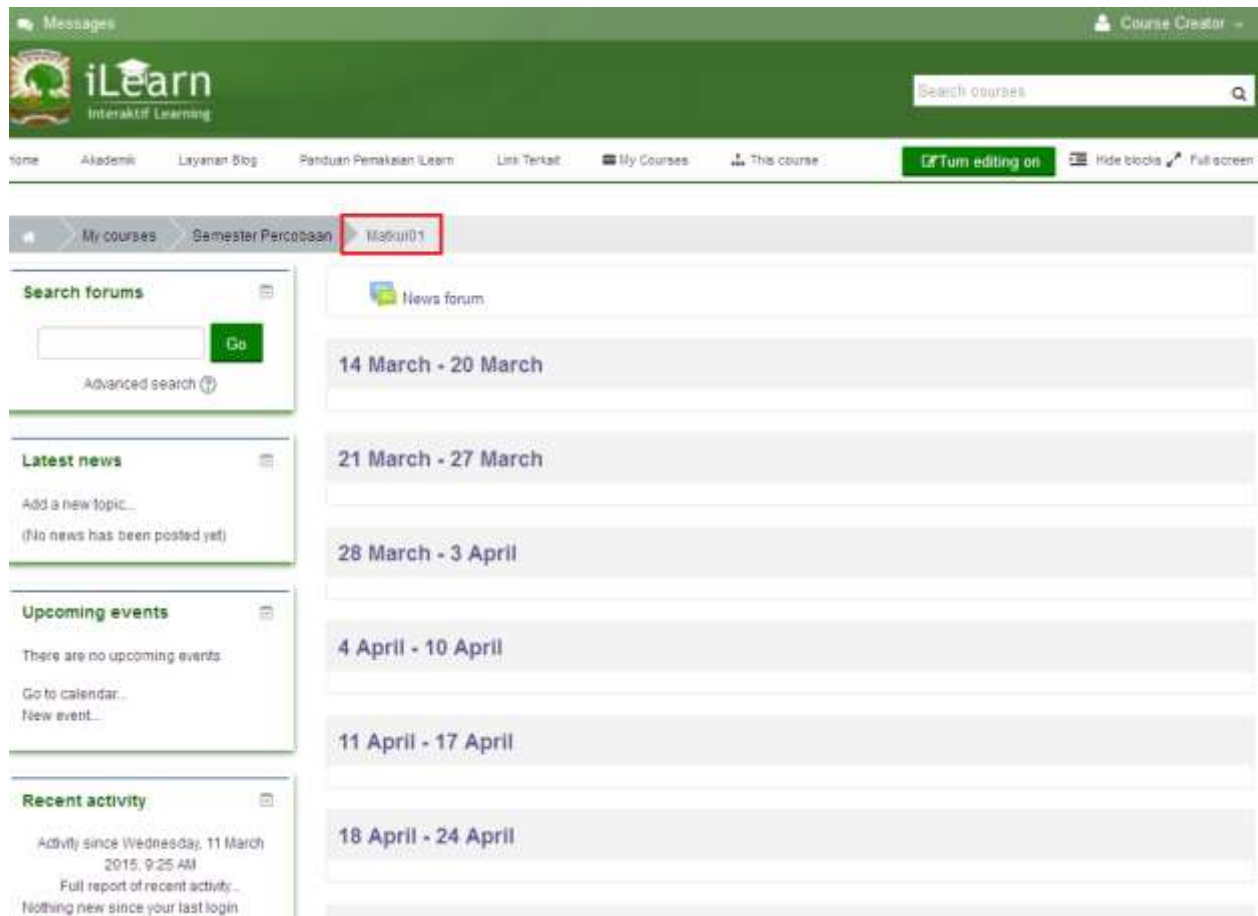 Messages
Course Creator
iLearn
Interaktif Learning
Search courses
Home Akademik Layanan Blog Panduan Pemakaian iLearn Link Terkait My Courses This course Turn editing on Hide blocks Full screen
My courses Semester Percobaan Matkul01
Search forums
Go
Advanced search
Latest news
Add a new topic...
(No news has been posted yet)
Upcoming events
There are no upcoming events
Go to calendar...
New event...
Recent activity
Activity since Wednesday, 11 March
2015, 9:25 AM
Full report of recent activity...
Nothing new since your last login
News forum
14 March - 20 March
21 March - 27 March
28 March - 3 April
4 April - 10 April
11 April - 17 April
18 April - 24 April